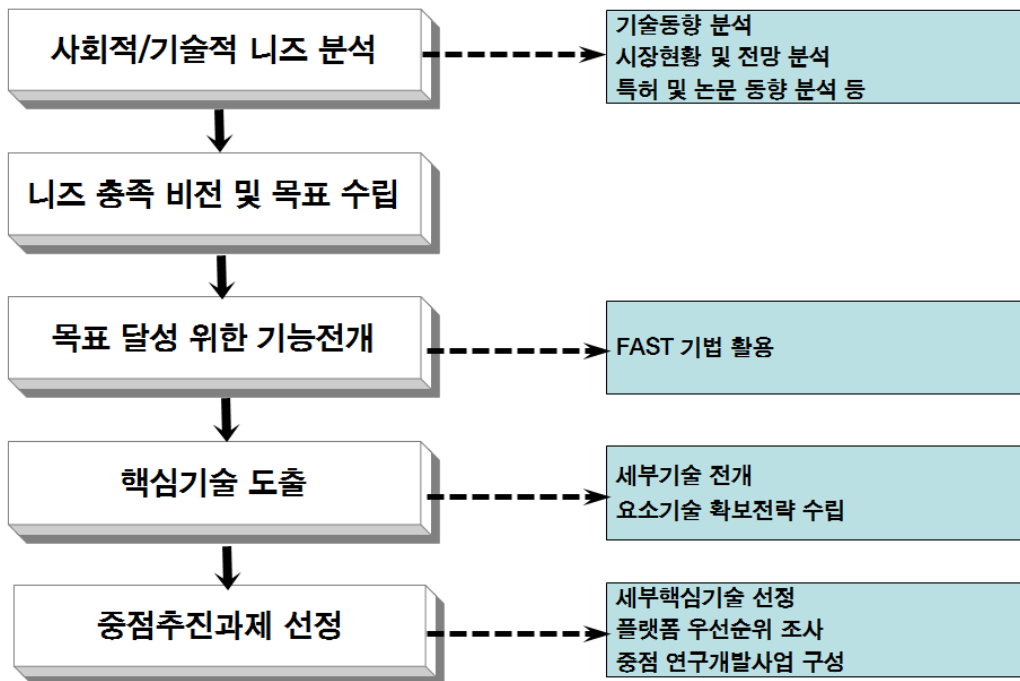 사회적/기술적 니즈 분석
기술동향 분석
시장현황 및 전망 분석
특허 및 논문 동향 분석 등
니즈 충족 비전 및 목표 수립
목표 달성 위한 기능전개
FAST 기법 활용
핵심기술 도출
세부기술 전개
요소기술 확보전략 수립
중점추진과제 선정
세부핵심기술 선정
플랫폼 우선순위 조사
중점 연구개발사업 구성